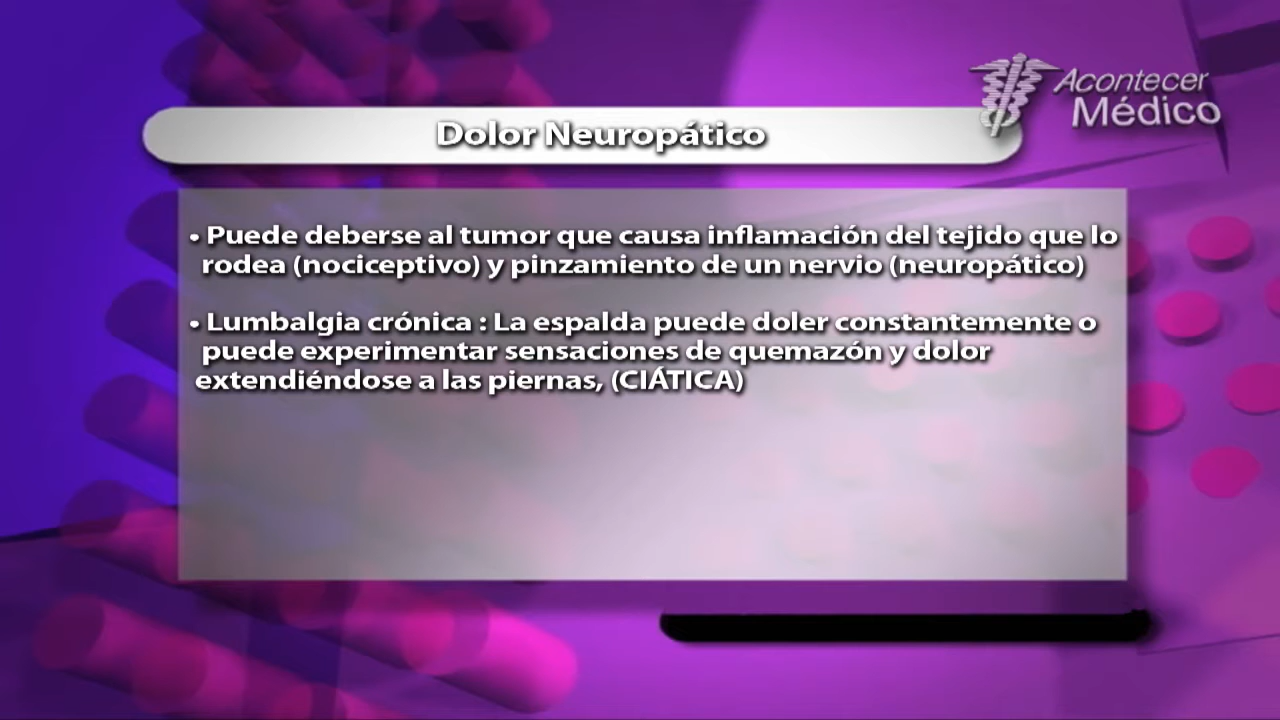 Acontecer
Médico
Dolor Neuropático
• Puede deberse al tumor que causa inflamación del tejido que lo
rodea (nociceptivo) y pinzamiento de un nervio (neuropático)
• Lumbalgia crónica : La espalda puede doler constantemente o
puede experimentar sensaciones de quemazón y dolor
extendiéndose a las piernas, (CIÁTICA)